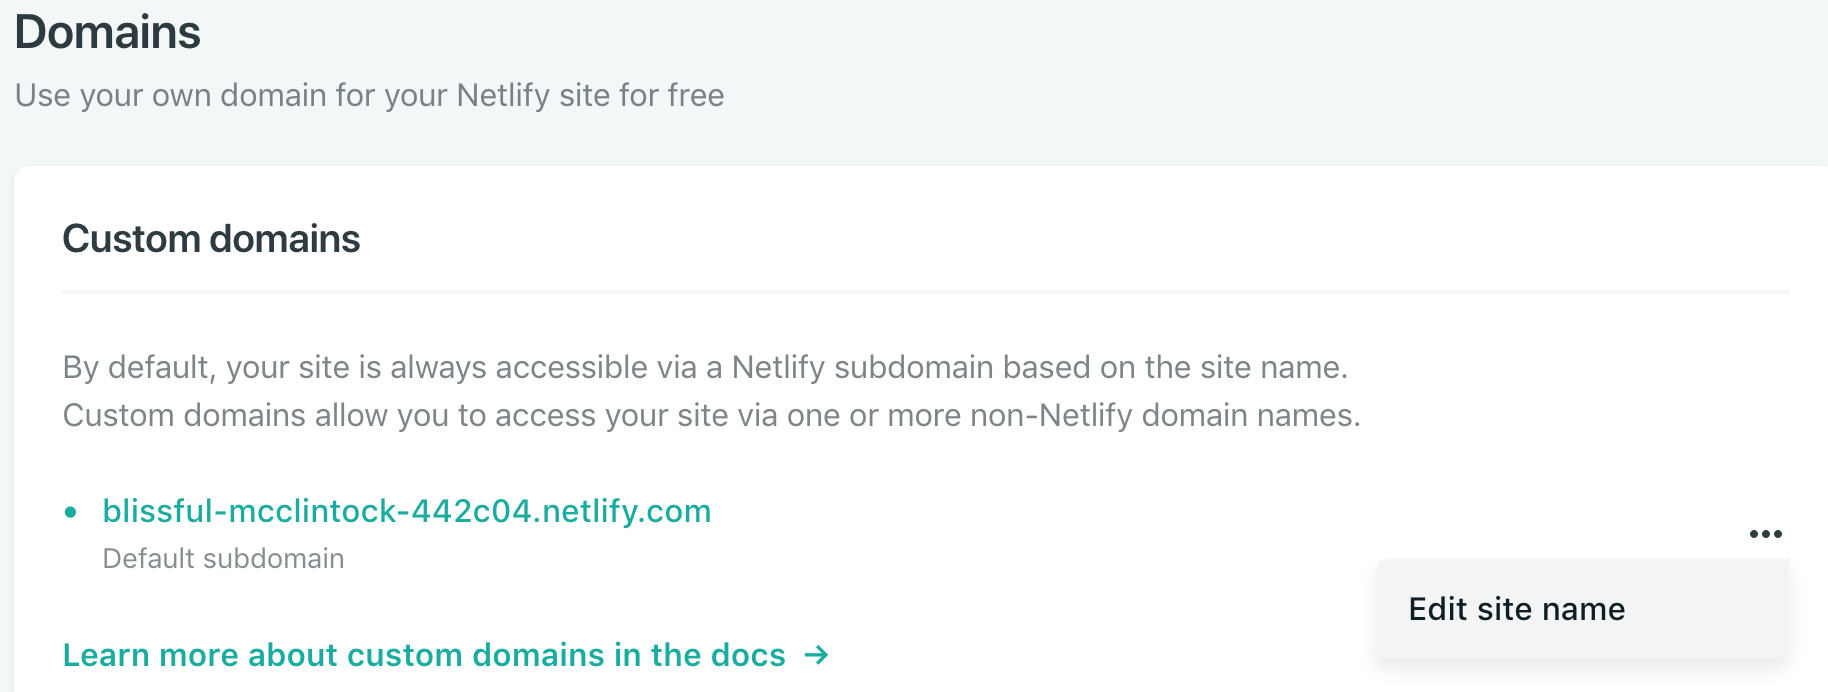 Domains
Use your own domain for your Netlify site for free
Custom domains
By default, your site is always accessible via a Netlify subdomain based on the site name.
Custom domains allow you to access your site via one or more non-Netlify domain names.
blissful-mcclintock-442c04.netlify.com
Default subdomain
Edit site name
Learn more about custom domains in the docs →